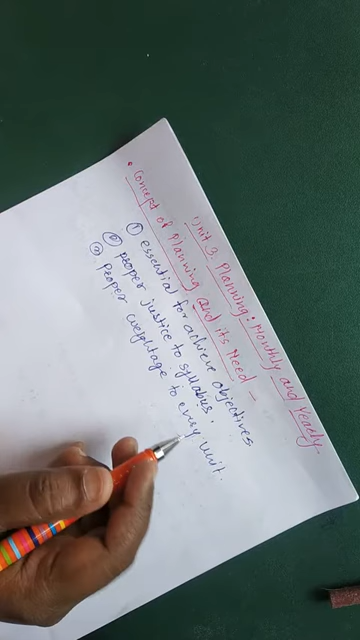 Unit 3. Planning: Monthly and Yearly.
• Concept of Planning and its Need -
① essential for achieve objectives
② proper justice to syllabus.
③ Proper weightage to every unit.